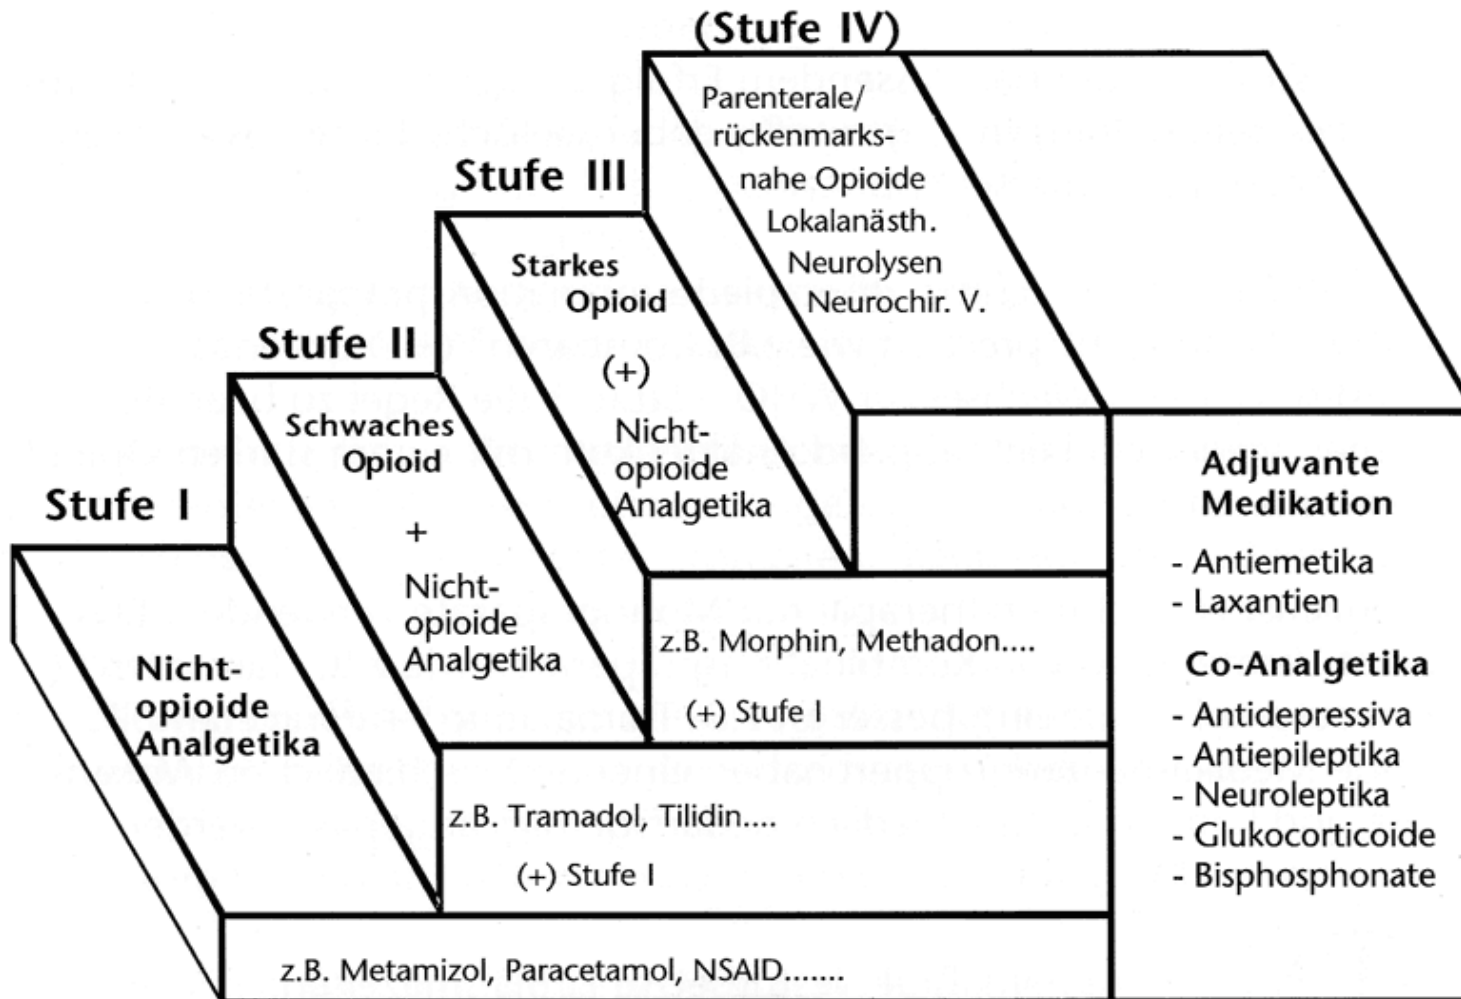 (Stufe IV)
Parenterale/
rückenmarks-
nahe Opioide
Lokalanästh.
Neurolysen
Neurochir. V.
Stufe III
Starkes
Opioid
(+)
Nicht-
opioide
Analgetika
Stufe II
Schwaches
Opioid
+
Nicht-
opioide
Analgetika
Stufe I
Nicht-
opioide
Analgetika
z.B. Morphin, Methadon....
(+) Stufe I
z.B. Tramadol, Tilidin....
(+) Stufe I
z.B. Metamizol, Paracetamol, NSAID.......
Adjuvante
Medikation
- Antiemetika
- Laxantien
Co-Analgetika
- Antidepressiva
- Antiepileptika
- Neuroleptika
- Glukocorticoide
- Bisphosphonate